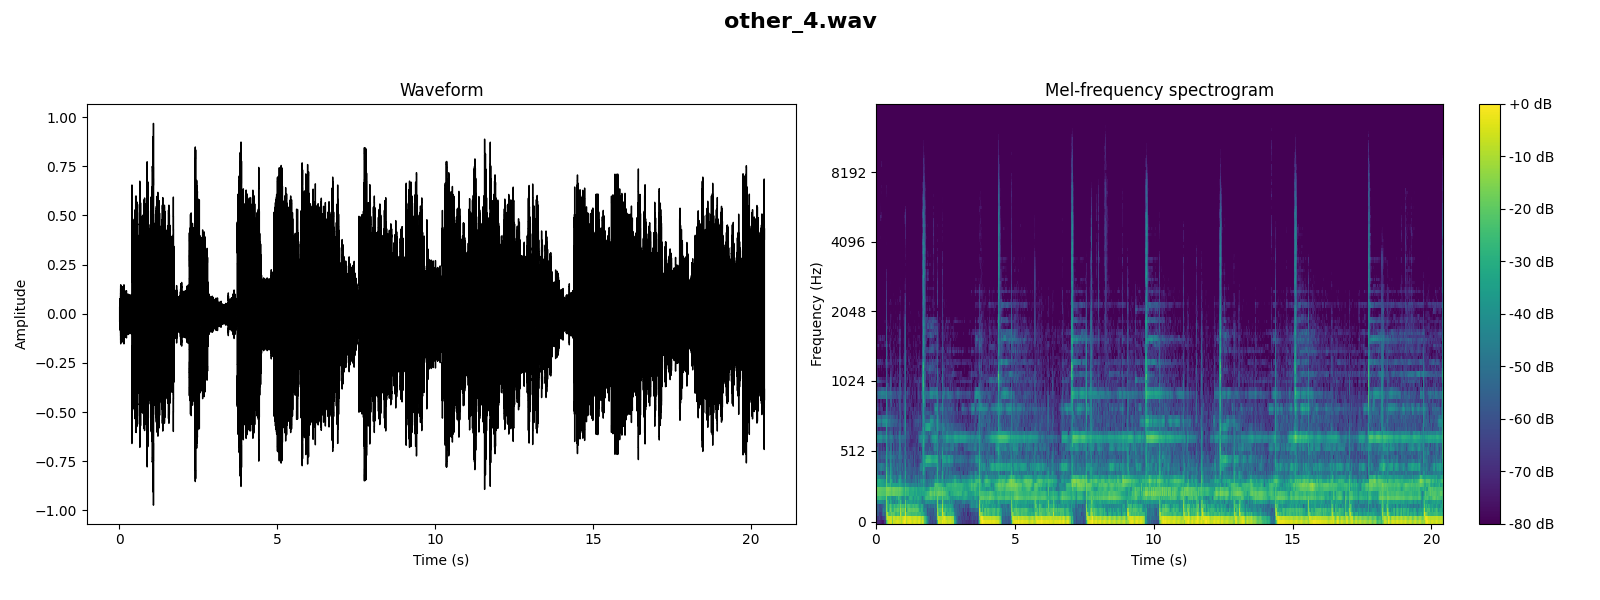 other_4.wav
Waveform
Mel-frequency spectrogram
1.00
0.75
0.50
0.25
0.00
−0.25
−0.50
−0.75
−1.00
Amplitude
0 5 10 15 20
Time (s)
8192
4096
2048
1024
512
0
Frequency (Hz)
0 5 10 15 20
Time (s)
+0 dB
-10 dB
-20 dB
-30 dB
-40 dB
-50 dB
-60 dB
-70 dB
-80 dB